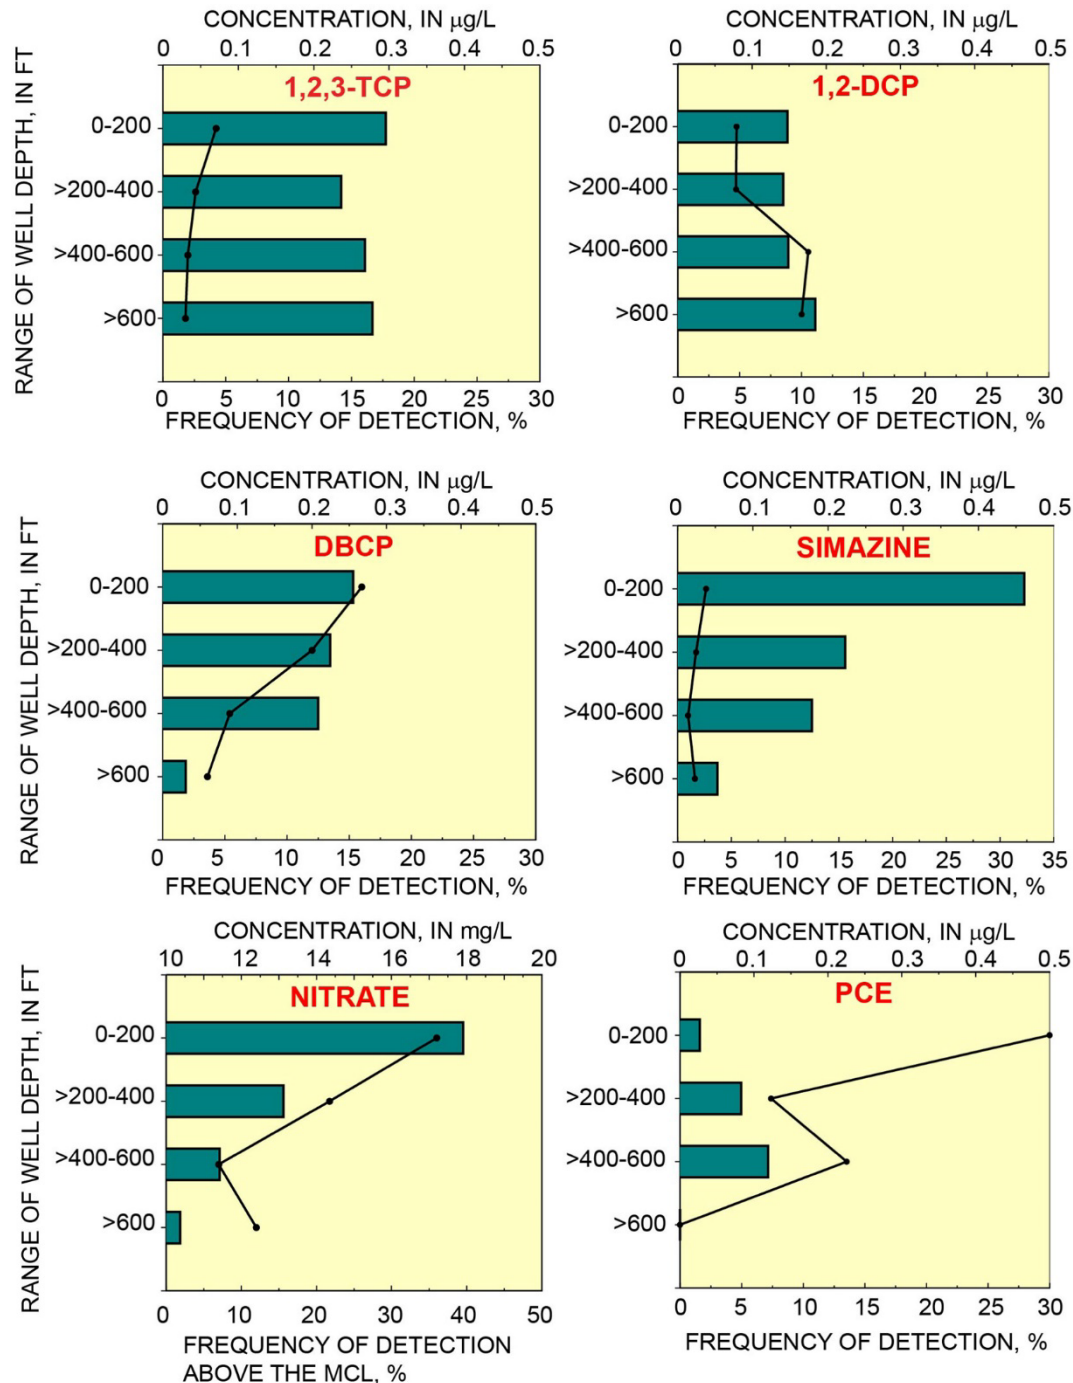 CONCENTRATION, IN µg/L
0 0.1 0.2 0.3 0.4 0.5
1,2,3-TCP
RANGE OF WELL DEPTH, IN FT
0-200
>200-400
>400-600
>600
0 5 10 15 20 25 30
FREQUENCY OF DETECTION, %
CONCENTRATION, IN µg/L
0 0.1 0.2 0.3 0.4 0.5
1,2-DCP
0-200
>200-400
>400-600
>600
0 5 10 15 20 25 30
FREQUENCY OF DETECTION, %
CONCENTRATION, IN µg/L
0 0.1 0.2 0.3 0.4 0.5
DBCP
RANGE OF WELL DEPTH, IN FT
0-200
>200-400
>400-600
>600
0 5 10 15 20 25 30
FREQUENCY OF DETECTION, %
CONCENTRATION, IN µg/L
0 0.1 0.2 0.3 0.4 0.5
SIMAZINE
0-200
>200-400
>400-600
>600
0 5 10 15 20 25 30 35
FREQUENCY OF DETECTION, %
CONCENTRATION, IN mg/L
10 12 14 16 18 20
NITRATE
RANGE OF WELL DEPTH, IN FT
0-200
>200-400
>400-600
>600
0 10 20 30 40 50
FREQUENCY OF DETECTION
ABOVE THE MCL, %
CONCENTRATION, IN µg/L
0 0.1 0.2 0.3 0.4 0.5
PCE
0-200
>200-400
>400-600
>600
0 5 10 15 20 25 30
FREQUENCY OF DETECTION, %